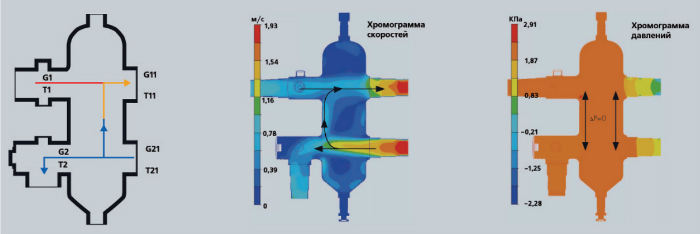 G1
T1
G11
T11
G2
T2
G21
T21
м/с
1,93
1,54
1,16
0,78
0,39
0
Хромограмма
скоростей
КПа
2,91
1,87
0,83
–0,21
–1,25
–2,28
Хромограмма
давлений
ΔP=0